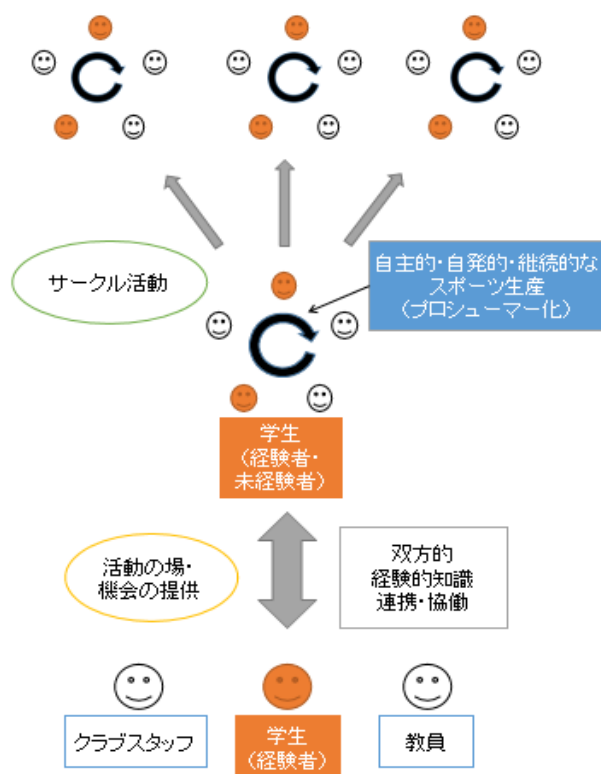 サークル活動
自主的・自発的・継続的な
スポーツ生産
(プロシューマー化)
学生
(経験者・
未経験者)
活動の場・
機会の提供
双方的
経験的知識
連携・協働
クラブスタッフ
学生
(経験者)
教員